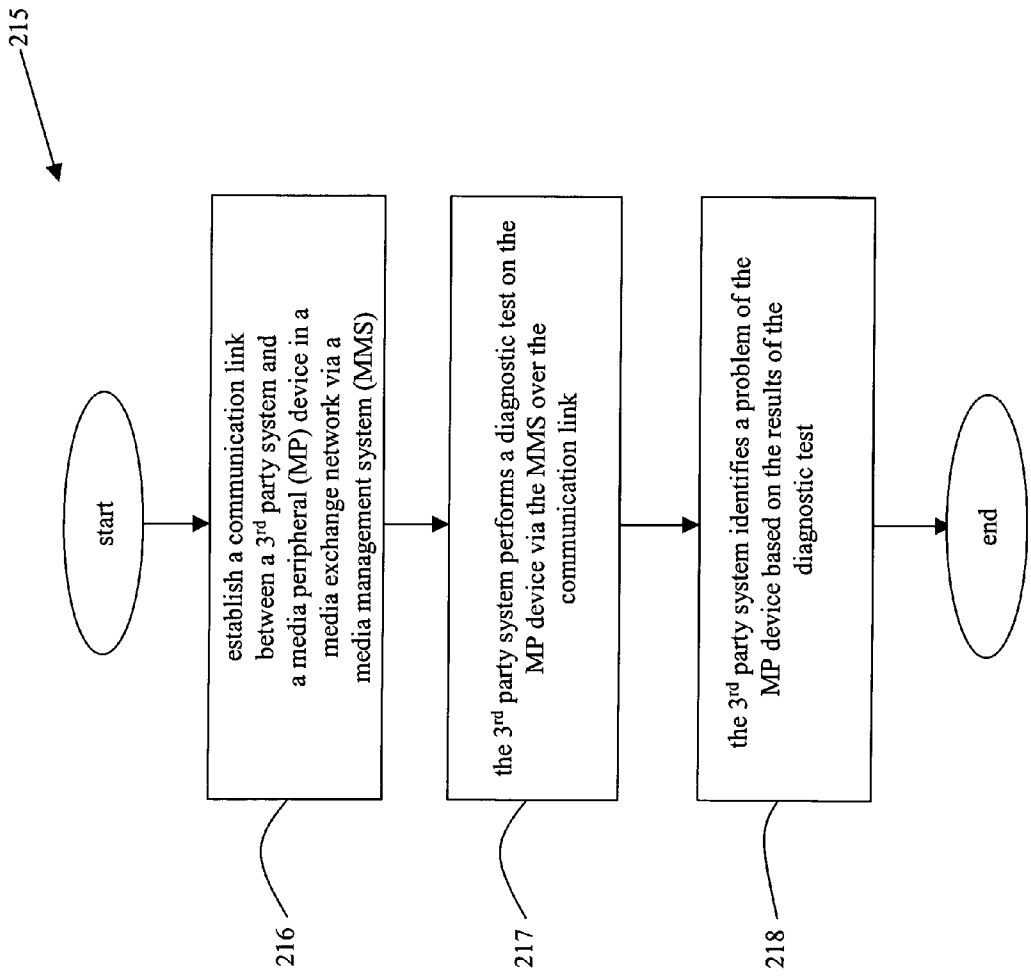 215
start
establish a communication link
between a 3rd party system and
a media peripheral (MP) device in a
media exchange network via a
media management system (MMS)
216
the 3rd party system performs a diagnostic test on the
MP device via the MMS over the
communication link
217
the 3rd party system identifies a problem of the
MP device based on the results of the
diagnostic test
218
end